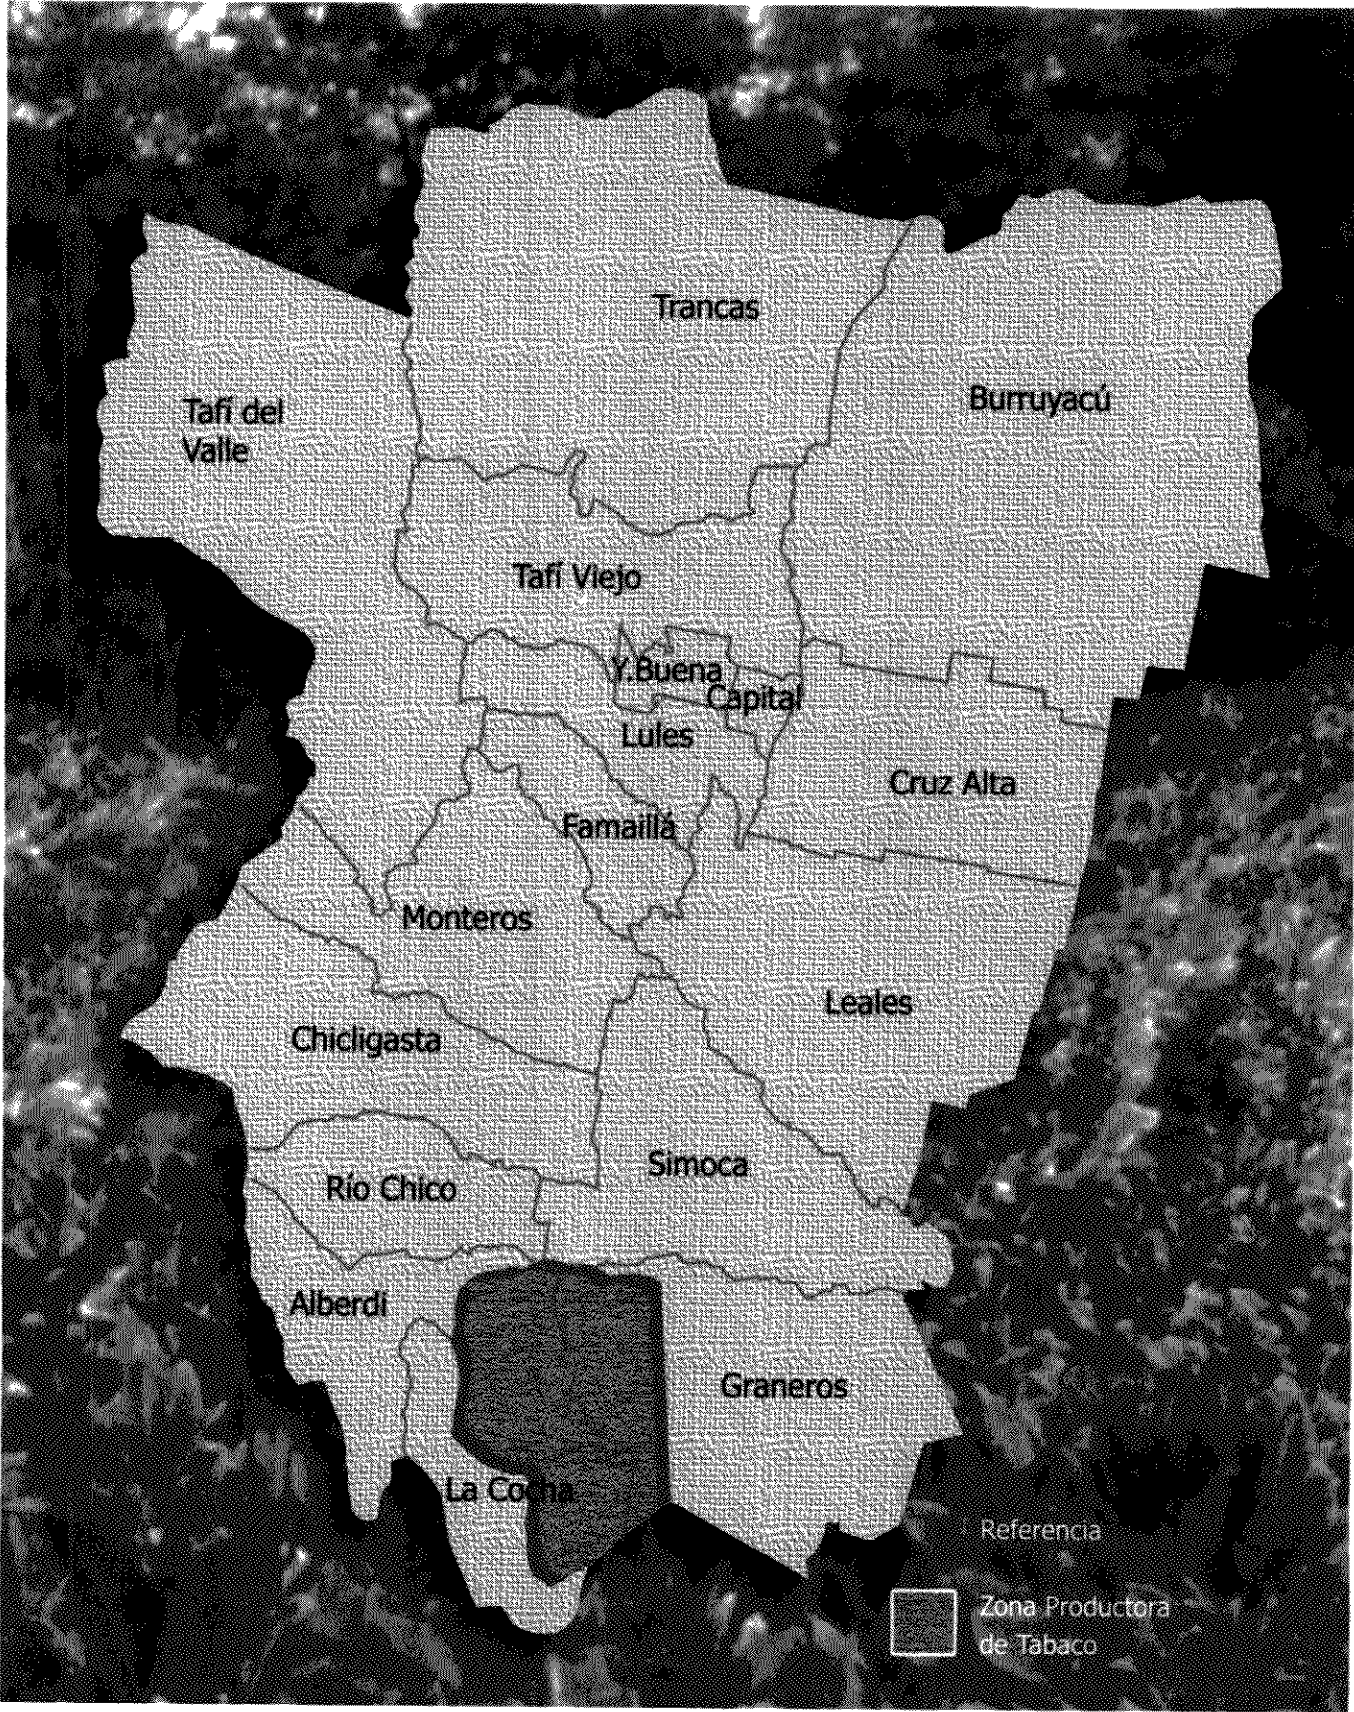 Trancas
Burruyacú
Tafí del
Valle
Tafí Viejo
Y.Buena
Capital
Lules
Cruz Alta
Famaillá
Monteros
Leales
Chicligasta
Simoca
Río Chico
Alberdi
Graneros
La Cocha
Referencia
Zona Productora
de Tabaco